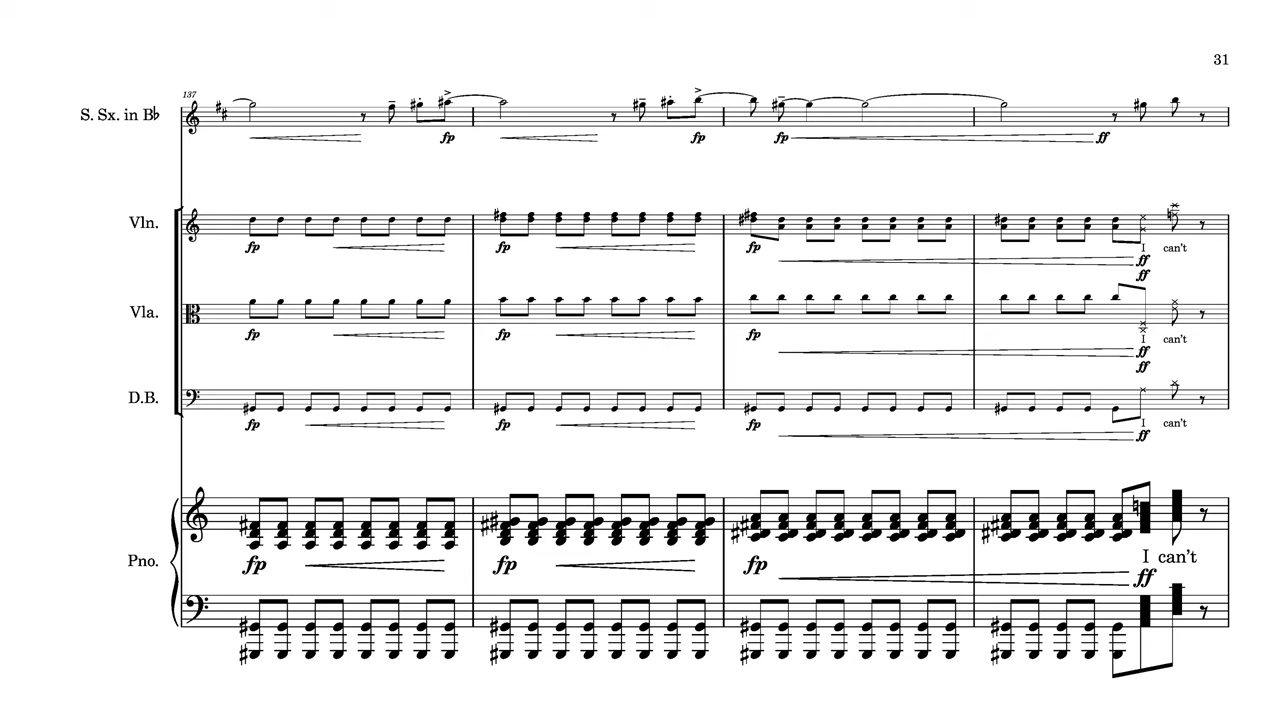 31
137
S. Sx. in B♭
fp fp fp ff
Vln.
fp fp fp ff
I can't
ff
Vla.
fp fp fp ff
I can't
ff
D.B.
fp fp fp ff
I can't
Pno.
fp fp fp ff
I can't